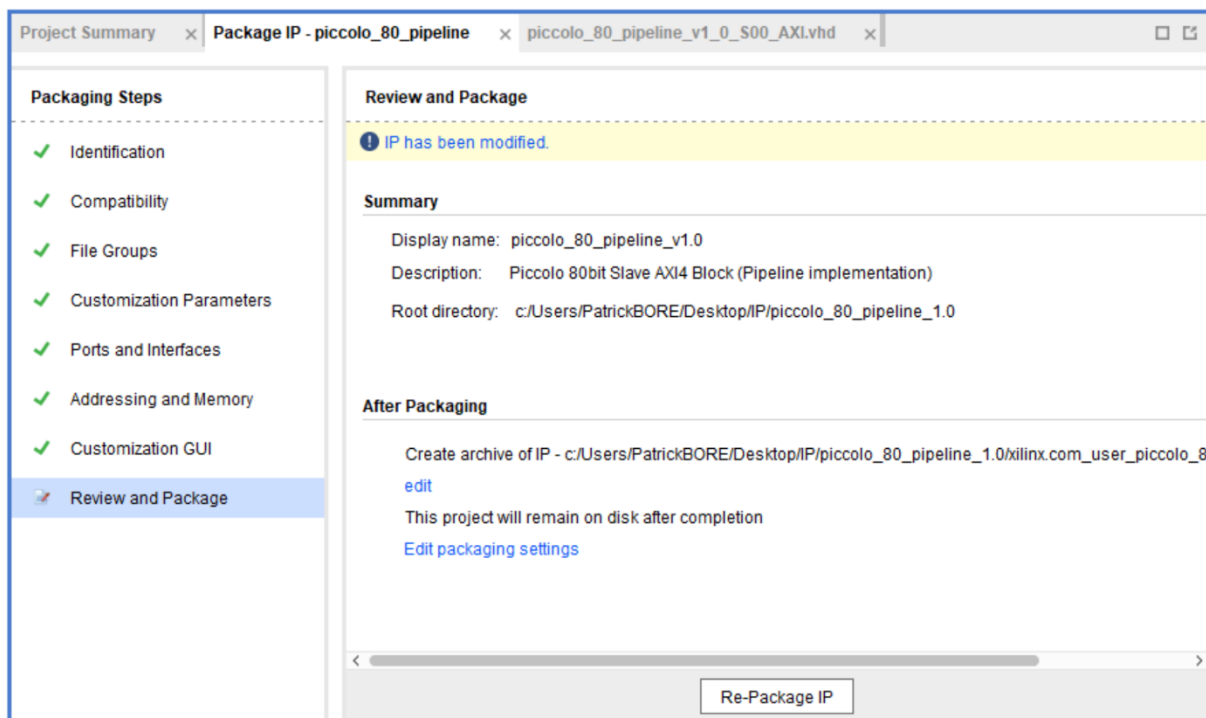 Project Summary
Package IP - piccolo_80_pipeline
piccolo_80_pipeline_v1_0_S00_AXI.vhd
Packaging Steps
Identification
Compatibility
File Groups
Customization Parameters
Ports and Interfaces
Addressing and Memory
Customization GUI
Review and Package
Review and Package
IP has been modified.
Summary
Display name: piccolo_80_pipeline_v1.0
Description: Piccolo 80bit Slave AXI4 Block (Pipeline implementation)
Root directory: c:/Users/PatrickBORE/Desktop/IP/piccolo_80_pipeline_1.0
After Packaging
Create archive of IP - c:/Users/PatrickBORE/Desktop/IP/piccolo_80_pipeline_1.0/xilinx.com_user_piccolo_8
edit
This project will remain on disk after completion
Edit packaging settings
Re-Package IP